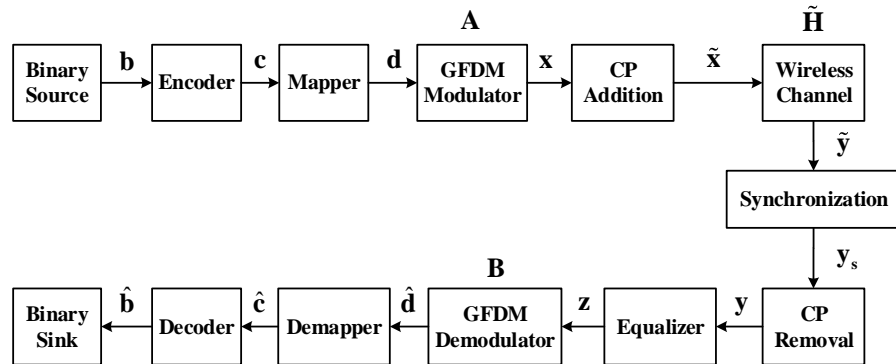 A
H̃
Binary Source
b
Encoder
c
Mapper
d
GFDM Modulator
x
CP Addition
x̃
Wireless Channel
ỹ
Synchronization
y_s
B
Binary Sink
b̂
Decoder
ĉ
Demapper
d̂
GFDM Demodulator
z
Equalizer
y
CP Removal